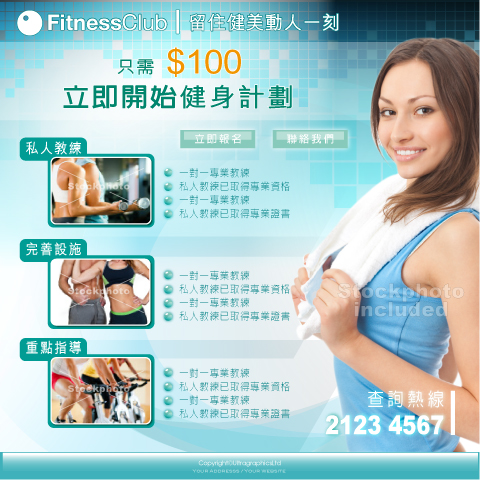 FitnessClub | 留住健美動人一刻
只需 $100
立即開始健身計劃
立即報名 聯絡我們
私人教練
Stockphoto
一對一專業教練
私人教練已取得專業資格
一對一專業教練
私人教練已取得專業證書
完善設施
Stockphoto
一對一專業教練
私人教練已取得專業資格
一對一專業教練
私人教練已取得專業證書
Stockphoto
included
重點指導
Stockphoto
一對一專業教練
私人教練已取得專業資格
一對一專業教練
私人教練已取得專業證書
查詢熱線
2123 4567
Copyright©UltragraphicsLtd
YOUR ADDRESSS / YOUR WEBSITE